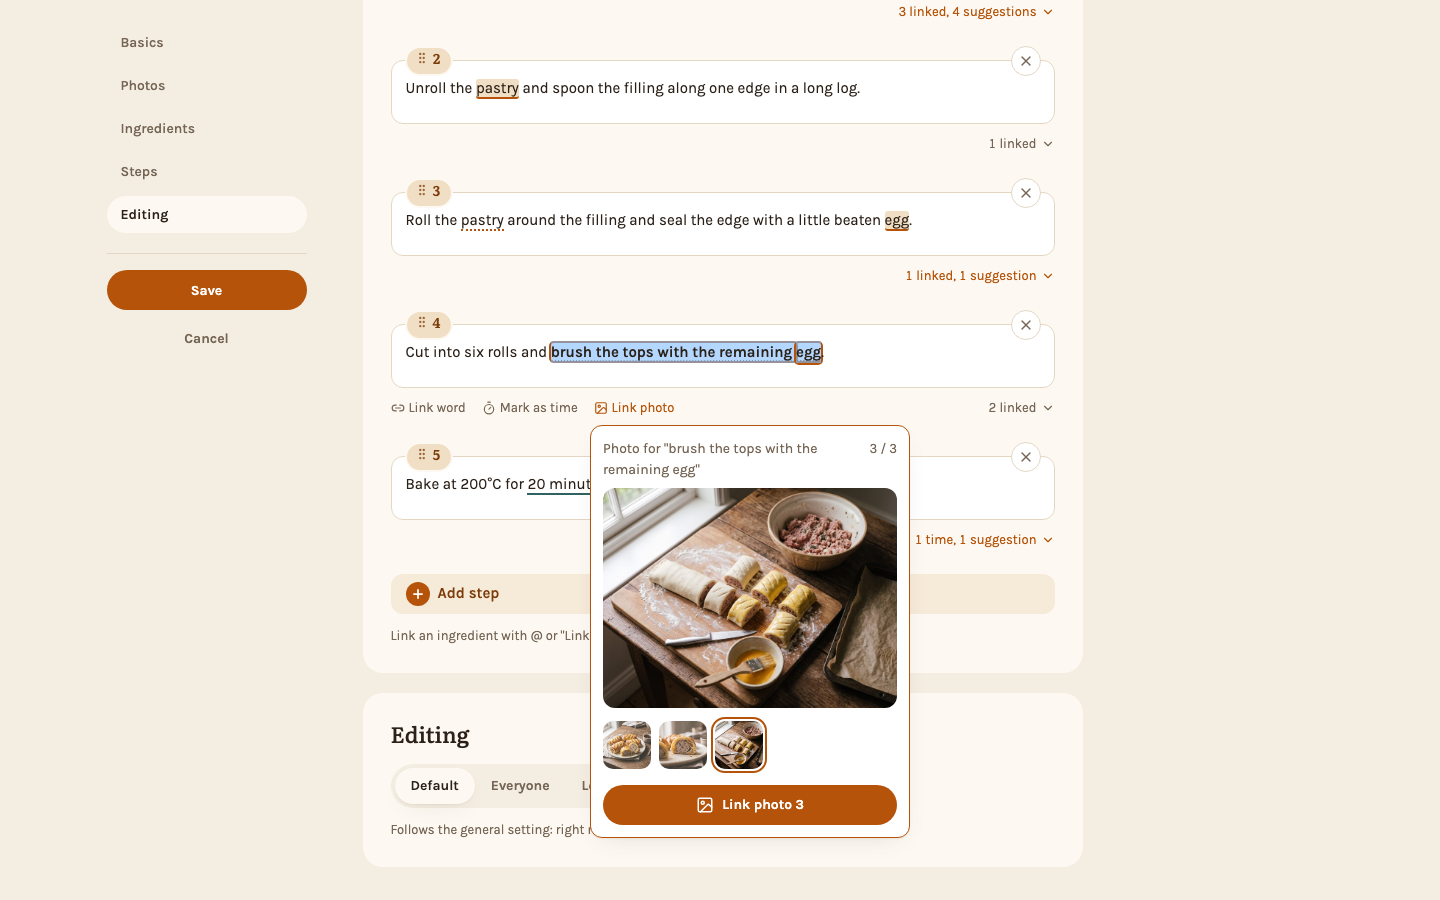 Basics
Photos
Ingredients
Steps
Editing
Save
Cancel
3 linked, 4 suggestions
2
Unroll the pastry and spoon the filling along one edge in a long log.
1 linked
3
Roll the pastry around the filling and seal the edge with a little beaten egg.
1 linked, 1 suggestion
4
Cut into six rolls and brush the tops with the remaining egg.
Link word
Mark as time
Link photo
2 linked
Photo for "brush the tops with the
remaining egg"
3 / 3
5
Bake at 200°C for 20 minut
1 time, 1 suggestion
Add step
Link an ingredient with @ or "Link
Link photo 3
Editing
Default
Everyone
Follows the general setting: right